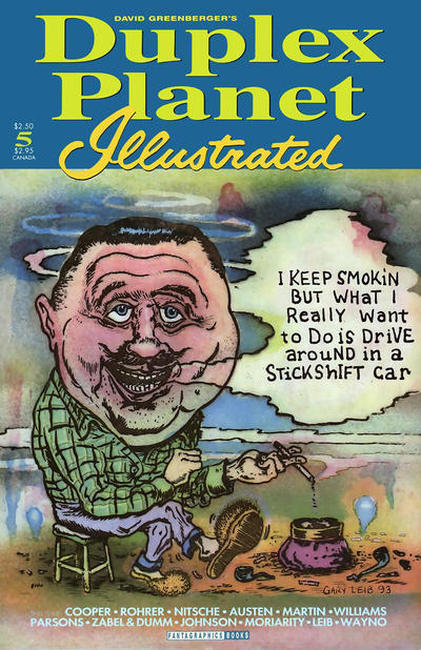 DAVID GREENBERGER'S
Duplex
Planet
Illustrated
$2.50
5
$2.95
CANADA
I KEEP SMOKiN
BUT WHAT I
ReaLLy WanT
to Do is DriVE
arouND in a
STiCKSHIFT Car
GARY LEIB 93
COOPER • ROHRER • NITSCHE • AUSTEN • MARTIN • WILLIAMS
PARSONS • ZABEL & DUMM • JOHNSON • MORIARITY • LEIB • WAYNO
FANTAGRAPHICS BOOKS